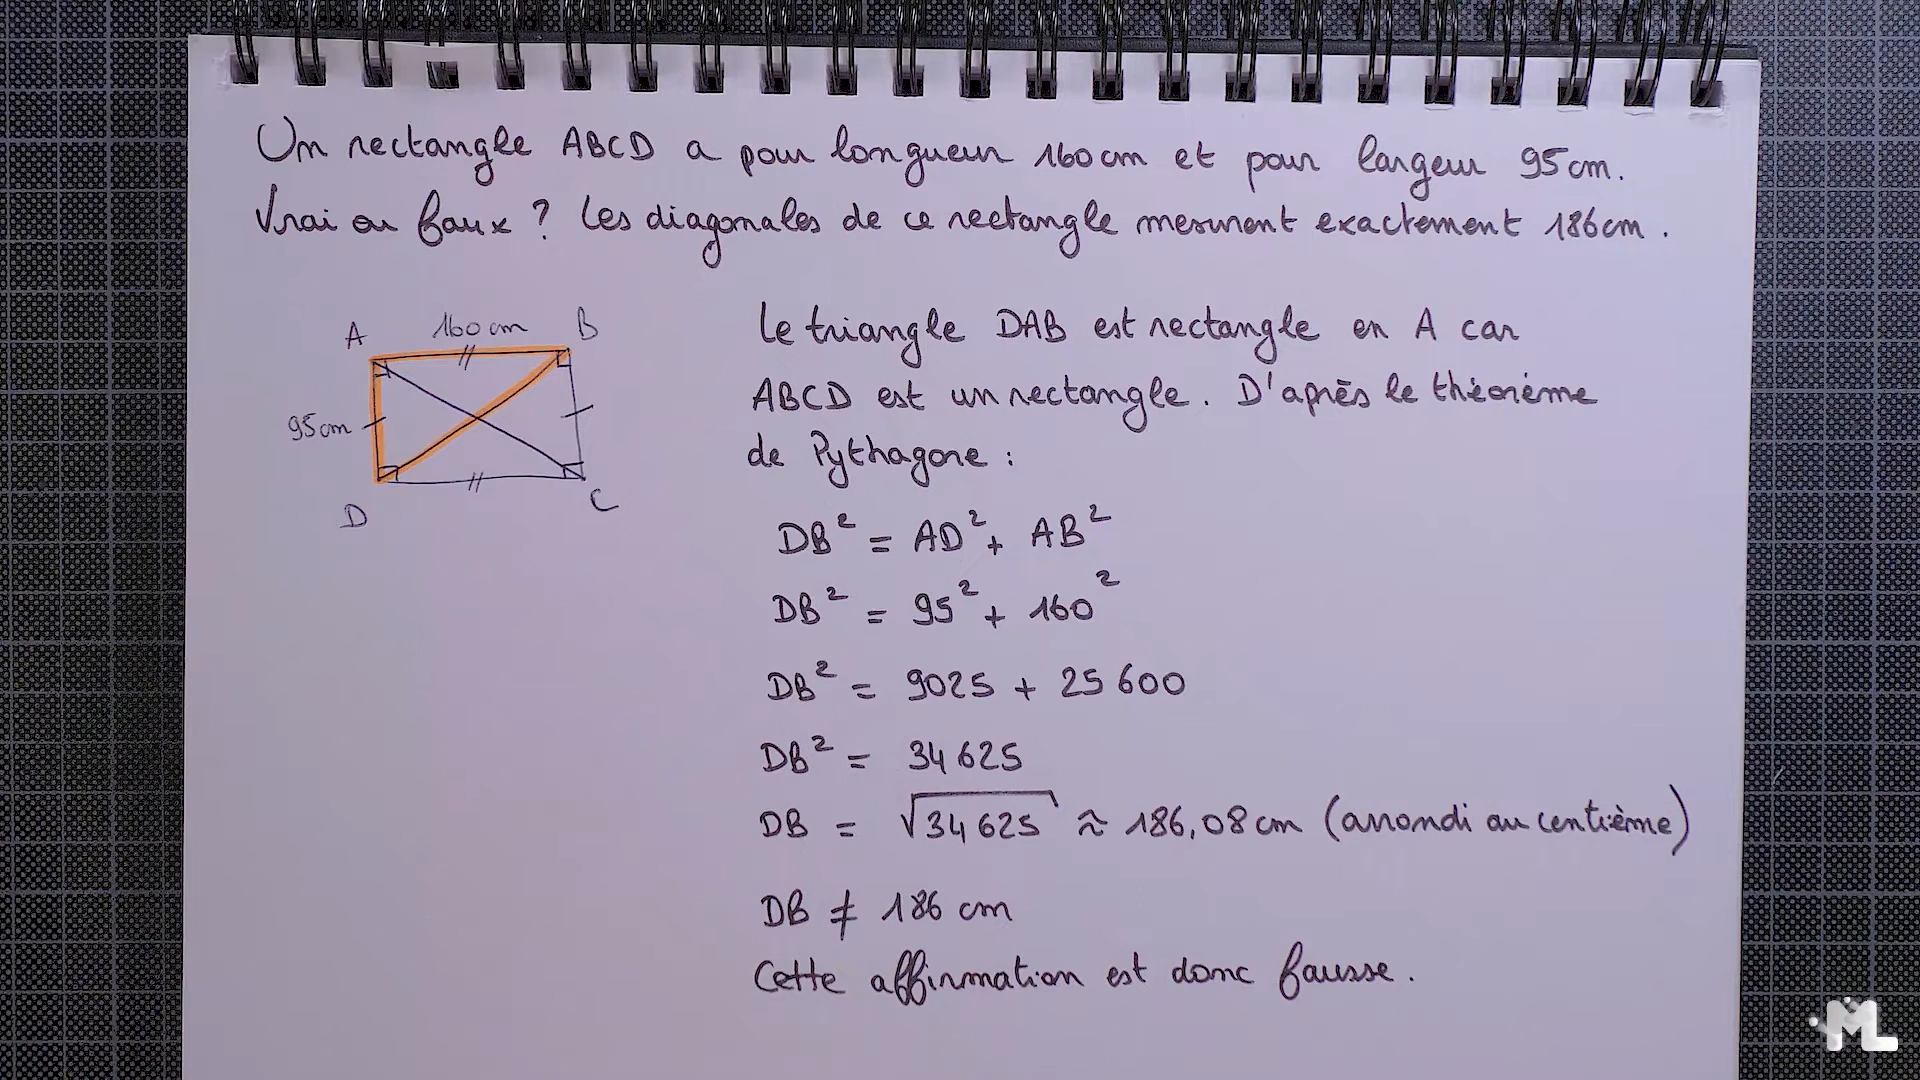 Un rectangle ABCD a pour longueur 160 cm et pour largeur 95 cm.
Vrai ou faux ? Les diagonales de ce rectangle mesurent exactement 186 cm.
A 160 cm B
95 cm
D C
Le triangle DAB est rectangle en A car
ABCD est un rectangle. D'après le théorème
de Pythagore :
DB² = AD² + AB²
DB² = 95² + 160²
DB² = 9025 + 25 600
DB² = 34 625
DB = √34 625 ≈ 186,08 cm (arrondi au centième)
DB ≠ 186 cm
Cette affirmation est donc fausse.
ML